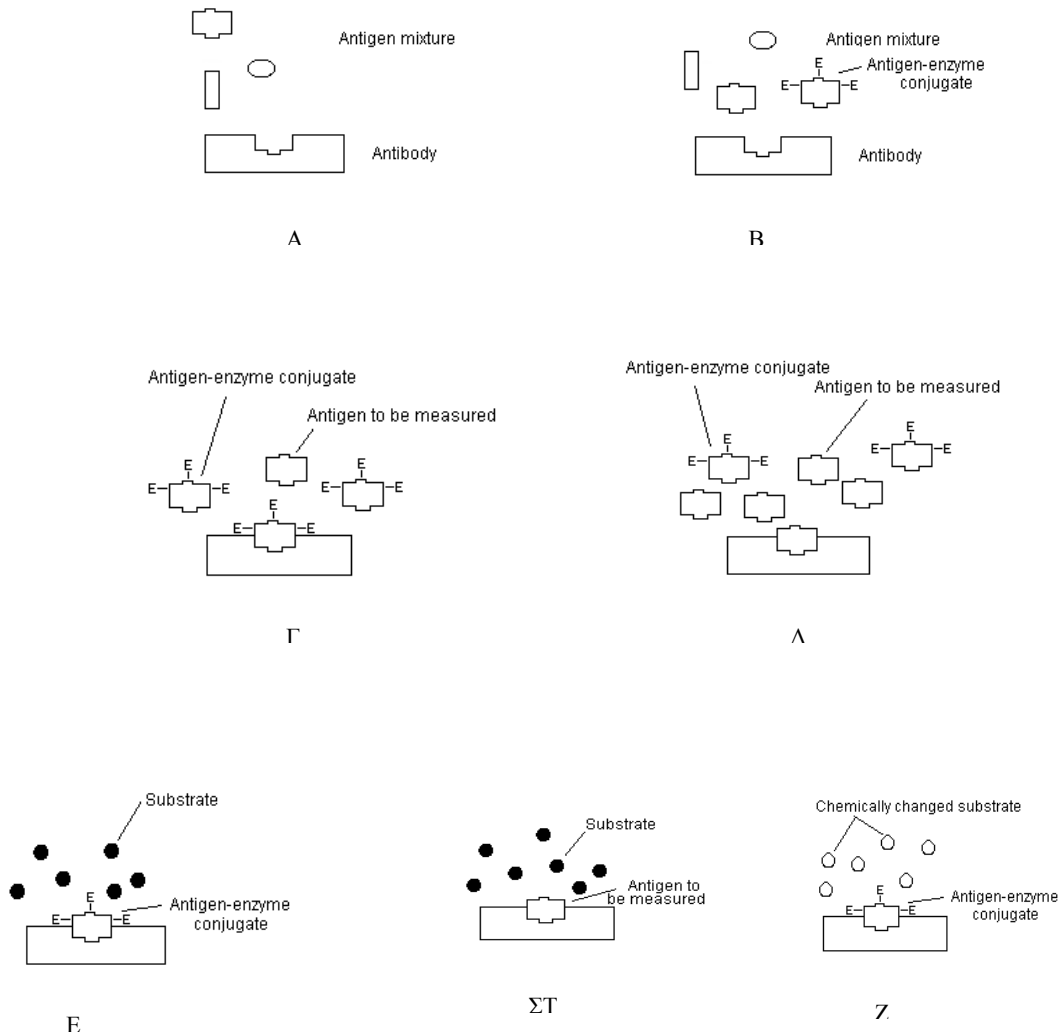 Antigen mixture
Antibody
A
Antigen mixture
Antigen-enzyme
conjugate
E
E
E
Antibody
B
Antigen-enzyme conjugate
Antigen to be measured
E
E
E
E
E
E
E
E
E
Γ
Antigen-enzyme conjugate
Antigen to be measured
E
E
E
E
E
E
Δ
Substrate
E
E
E
Antigen-enzyme
conjugate
E
Substrate
Antigen to
be measured
ΣΤ
Chemically changed substrate
E
E
E
Antigen-enzyme
conjugate
Z